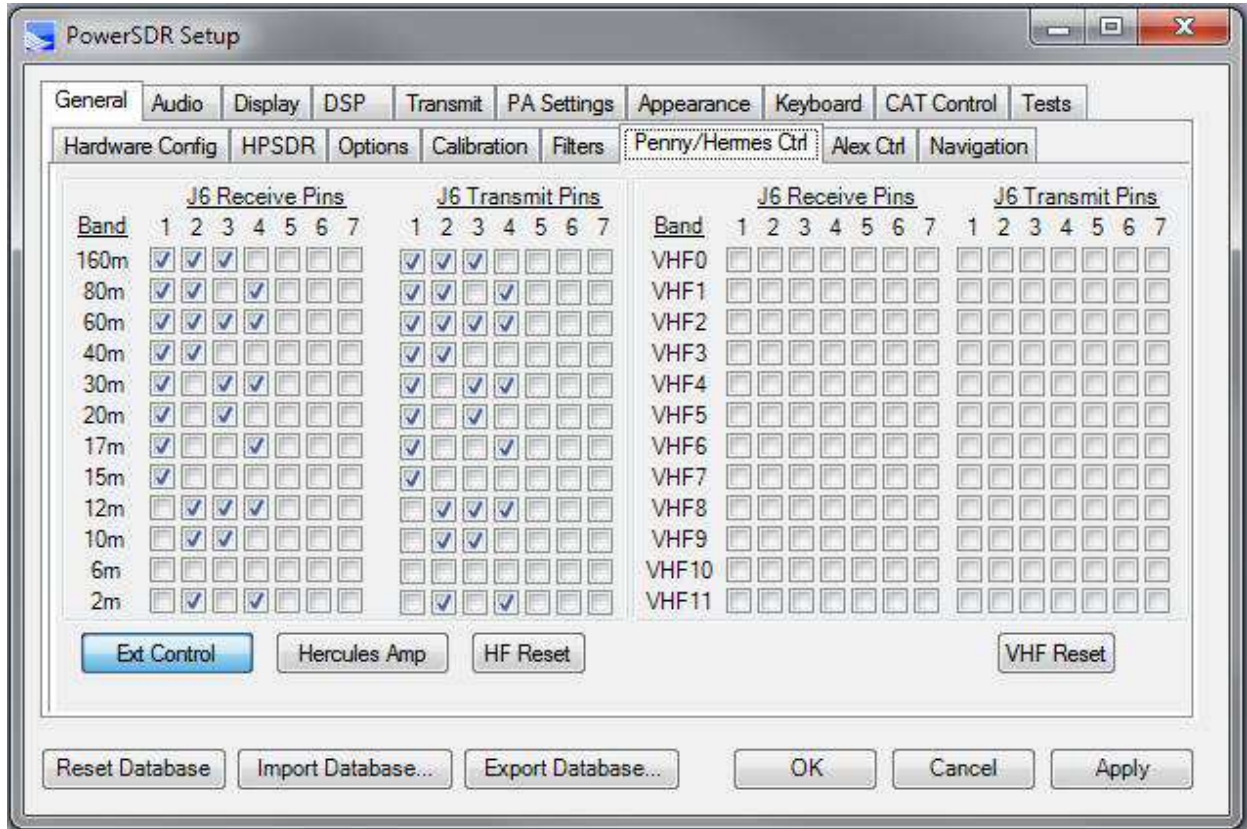 PowerSDR Setup
General Audio Display DSP Transmit PA Settings Appearance Keyboard CAT Control Tests
Hardware Config HPSDR Options Calibration Filters Penny/Hermes Ctrl Alex Ctrl Navigation
J6 Receive Pins J6 Transmit Pins J6 Receive Pins J6 Transmit Pins
Band 1 2 3 4 5 6 7 1 2 3 4 5 6 7 Band 1 2 3 4 5 6 7 1 2 3 4 5 6 7
160m VHF0
80m VHF1
60m VHF2
40m VHF3
30m VHF4
20m VHF5
17m VHF6
15m VHF7
12m VHF8
10m VHF9
6m VHF10
2m VHF11
Ext Control Hercules Amp HF Reset VHF Reset
Reset Database Import Database... Export Database... OK Cancel Apply